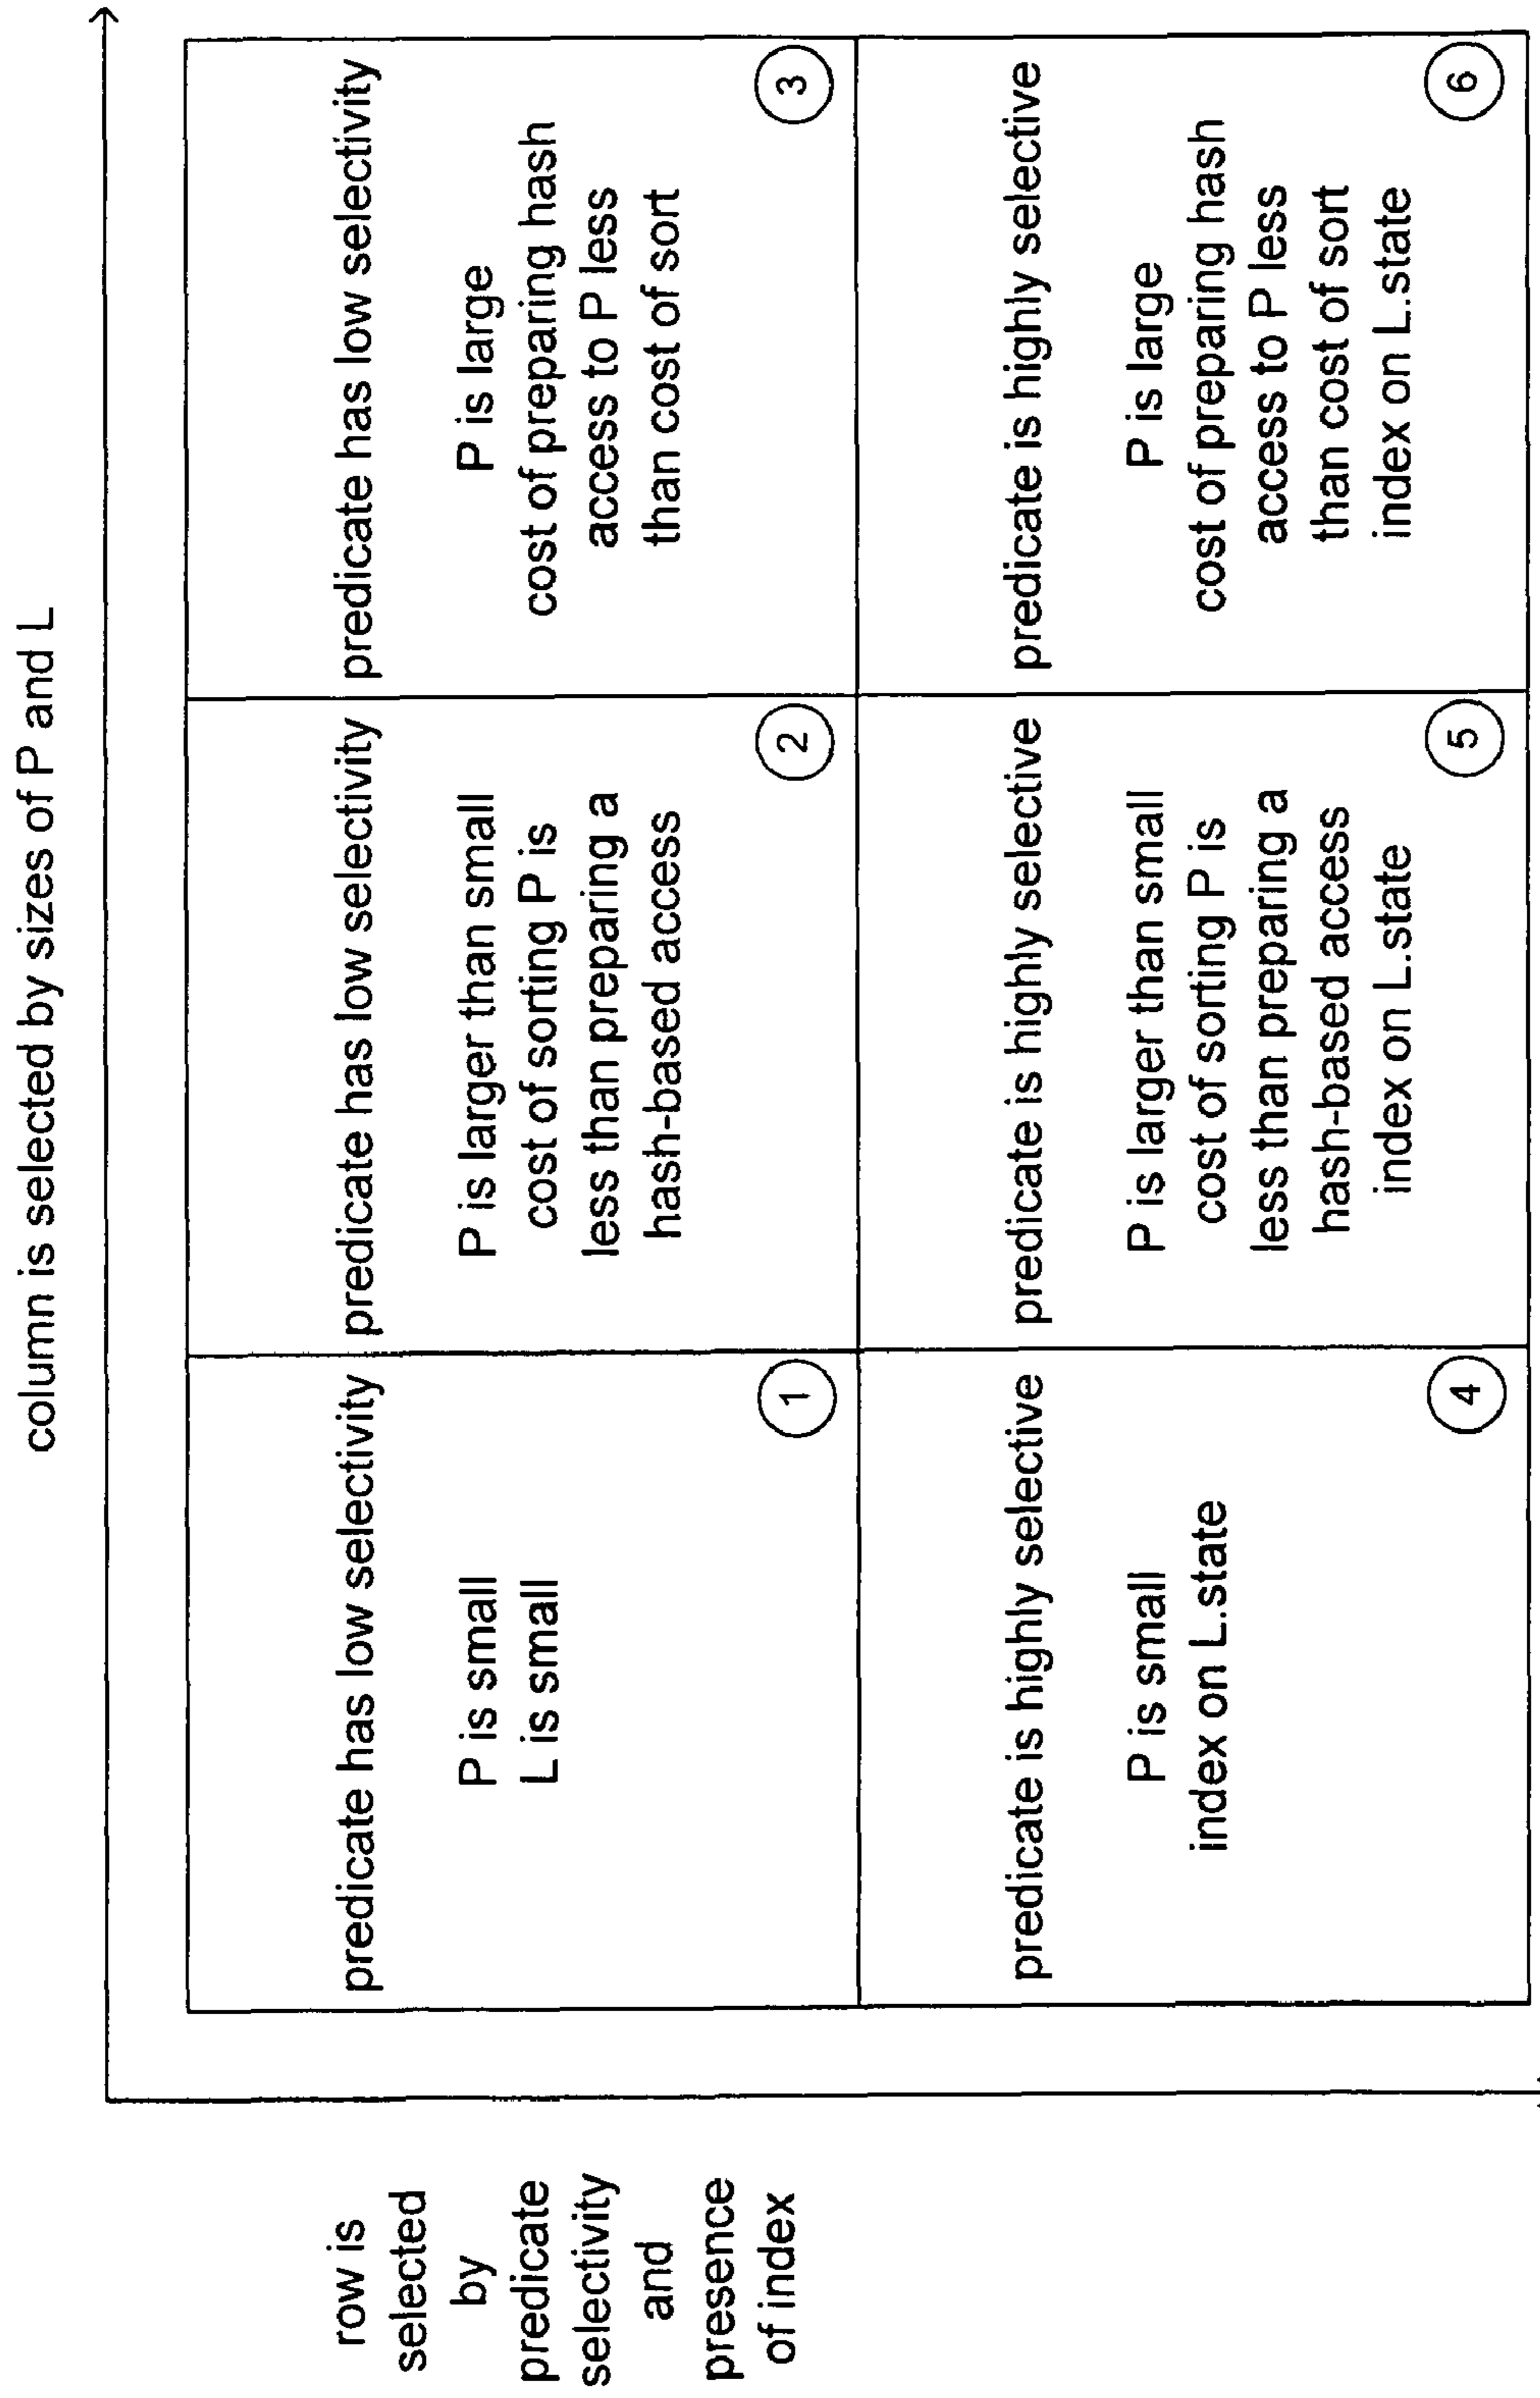 column is selected by sizes of P and L
row is
selected
by
predicate
selectivity
and
presence
of index
predicate has low selectivity
P is small
L is small
1
predicate has low selectivity
P is larger than small
cost of sorting P is
less than preparing a
hash-based access
2
predicate has low selectivity
P is large
cost of preparing hash
access to P less
than cost of sort
3
predicate is highly selective
P is small
index on L.state
4
predicate is highly selective
P is larger than small
cost of sorting P is
less than preparing a
hash-based access
index on L.state
5
predicate is highly selective
P is large
cost of preparing hash
access to P less
than cost of sort
index on L.state
6